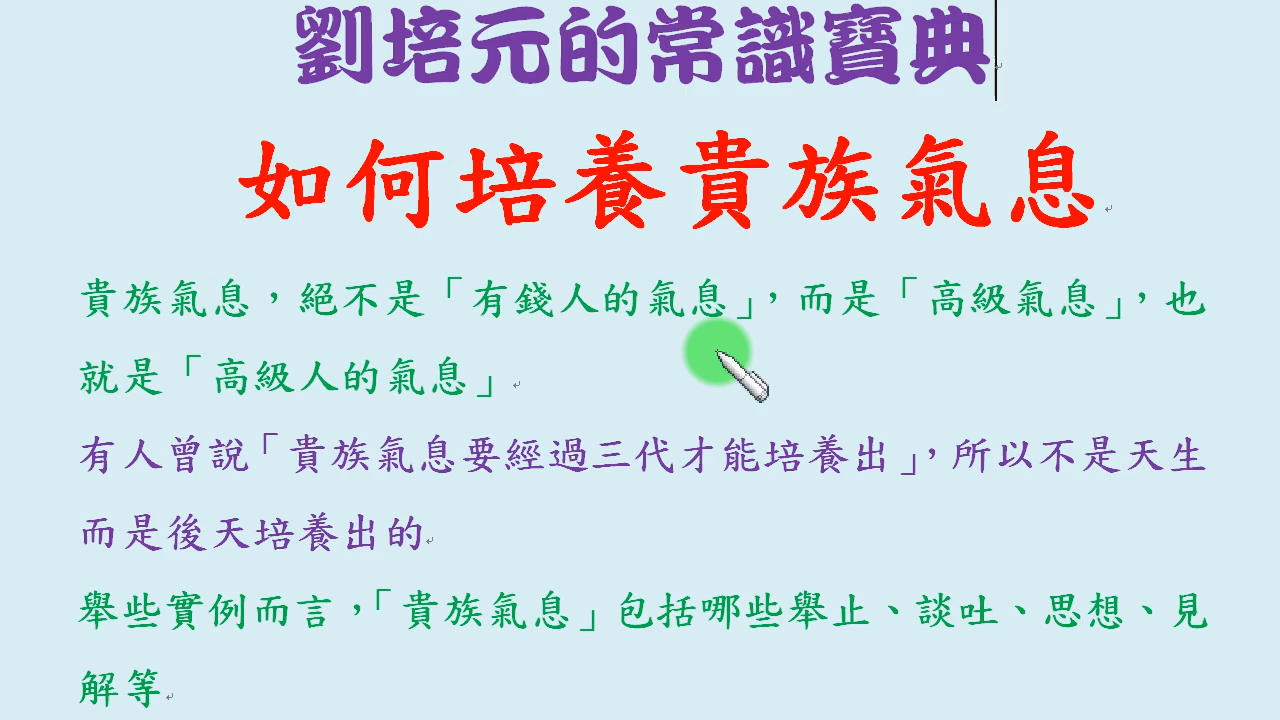 劉培元的常識寶典
如何培養貴族氣息
貴族氣息，絕不是「有錢人的氣息」，而是「高級氣息」，也
就是「高級人的氣息」
有人曾說「貴族氣息要經過三代才能培養出」，所以不是天生
而是後天培養出的
舉些實例而言，「貴族氣息」包括哪些舉止、談吐、思想、見
解等